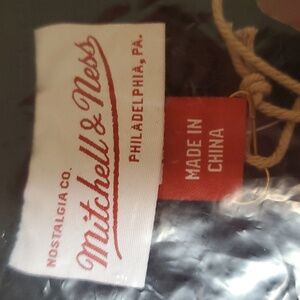 NOSTALGIA CO.
Mitchell & Ness
PHILADELPHIA, PA.
MADE IN
CHINA